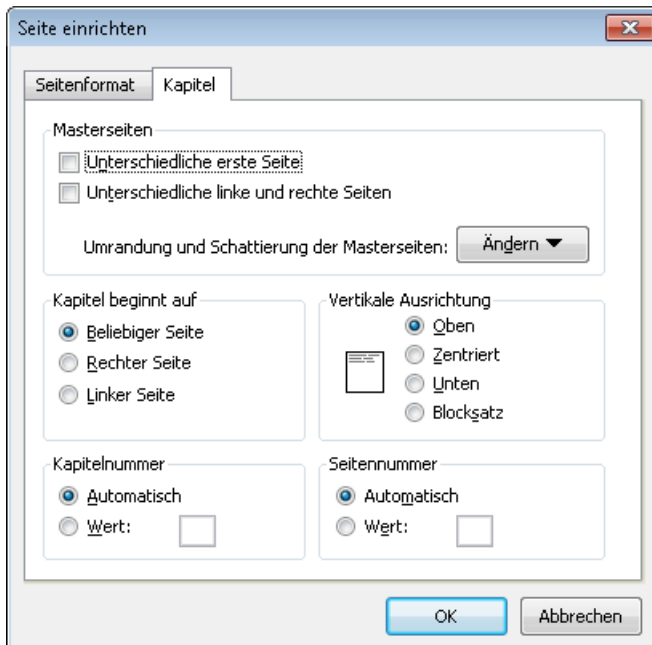 Seite einrichten
Seitenformat Kapitel
Masterseiten
Unterschiedliche erste Seite
Unterschiedliche linke und rechte Seiten
Umrandung und Schattierung der Masterseiten: Ändern
Kapitel beginnt auf
Beliebiger Seite
Rechter Seite
Linker Seite
Vertikale Ausrichtung
Oben
Zentriert
Unten
Blocksatz
Kapitelnummer
Automatisch
Wert:
Seitennummer
Automatisch
Wert:
OK Abbrechen